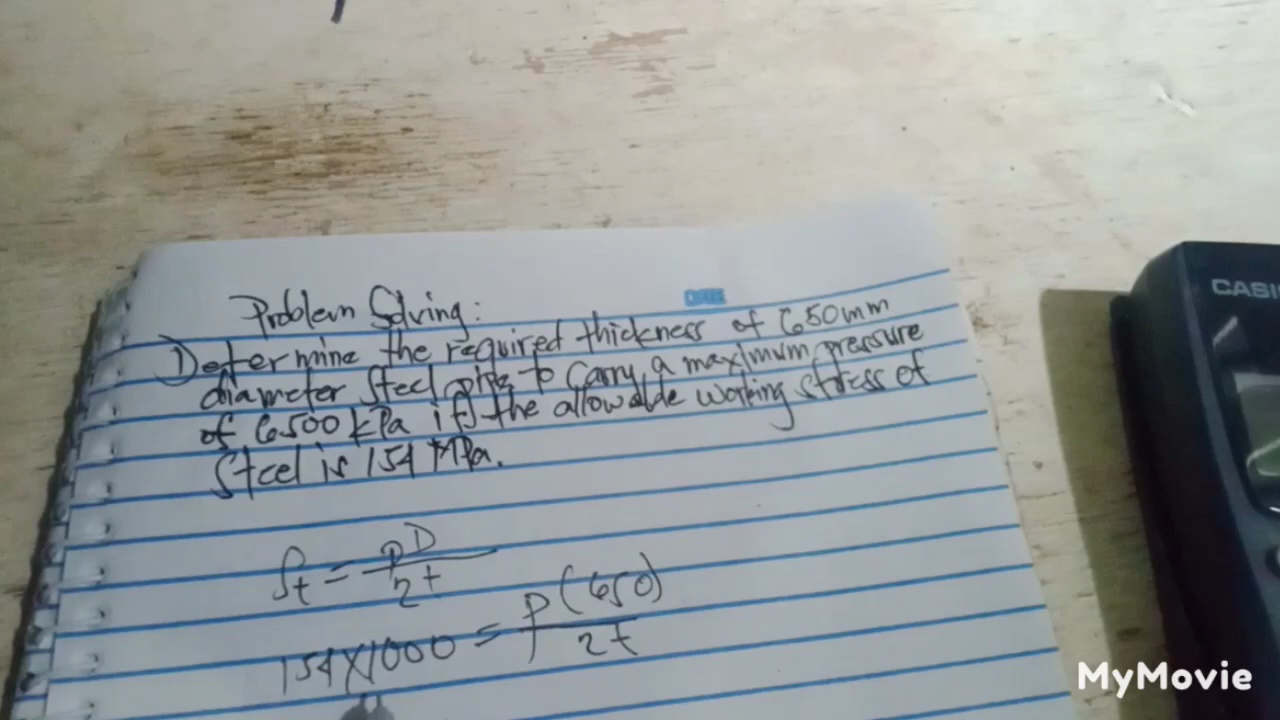 Problem Solving:
1) Determine the required thickness of 650mm
diameter steel pipe to carry a maximum pressure
of 6500 kPa if the allowable working stress of
steel is 154 MPa.
St = pD / 2t
154x1000 = P(650) / 2t
CASI
MyMovie